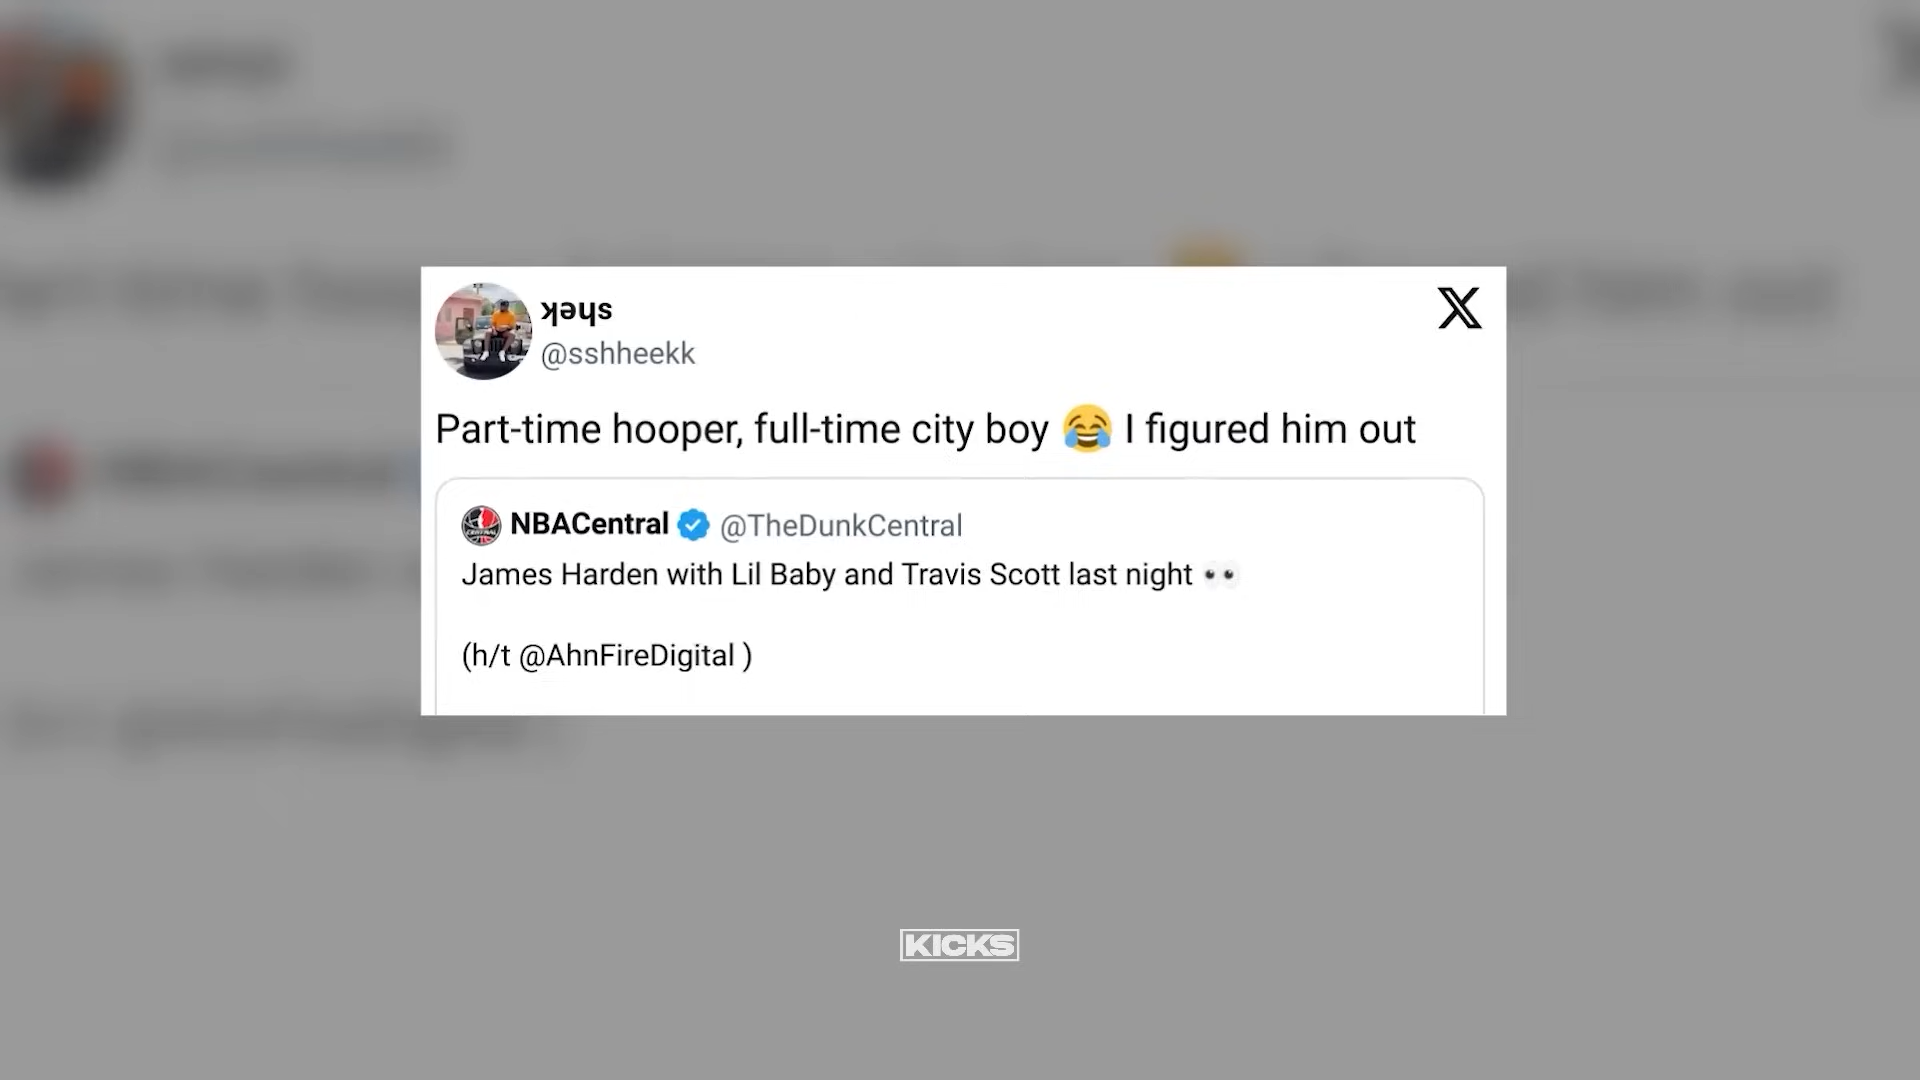 ʞǝɥs
@sshheekk
Part-time hooper, full-time city boy 😂 I figured him out
NBACentral @TheDunkCentral
James Harden with Lil Baby and Travis Scott last night 👀
(h/t @AhnFireDigital )
KICKS